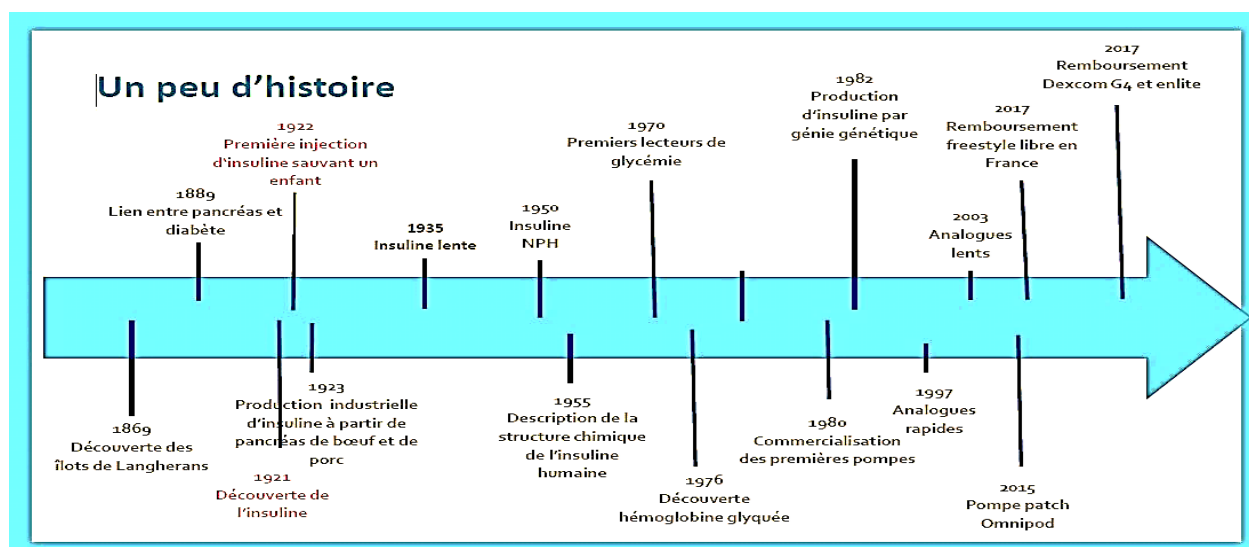 Un peu d'histoire
1869
Découverte des
îlots de Langherans
1889
Lien entre pancréas et
diabète
1921
Découverte de
l'insuline
1922
Première injection
d'insuline sauvant un
enfant
1923
Production industrielle
d'insuline à partir de
pancréas de bœuf et de
porc
1935
Insuline lente
1950
Insuline
NPH
1955
Description de la
structure chimique
de l'insuline
humaine
1970
Premiers lecteurs de
glycémie
1976
Découverte
hémoglobine glyquée
1980
Commercialisation
des premières pompes
1982
Production
d'insuline par
génie génétique
1997
Analogues
rapides
2003
Analogues
lents
2015
Pompe patch
Omnipod
2017
Remboursement
freestyle libre en
France
2017
Remboursement
Dexcom G4 et enlite